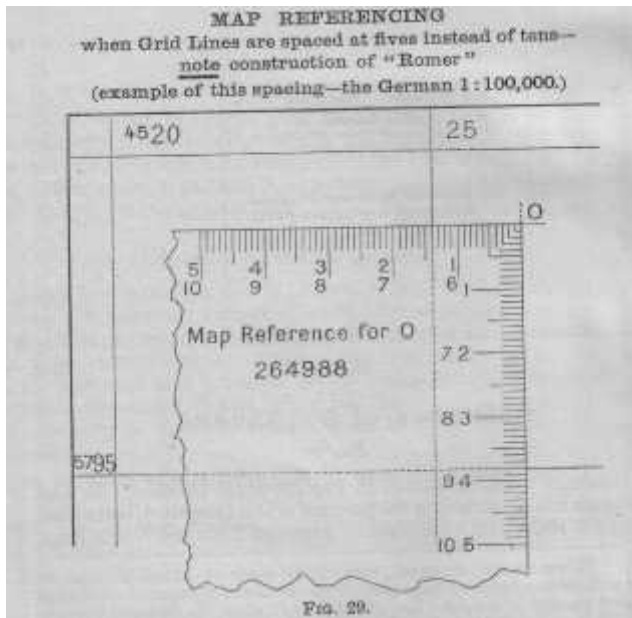 MAP REFERENCING
when Grid Lines are spaced at fives instead of tens—
note construction of "Romer"
(example of this spacing—the German 1:100,000.)
4520 25
O
5 4 3 2 1
10 9 8 7 6 1
Map Reference for O
7 2
264988
8 3
5795
9 4
10 5
FIG. 29.